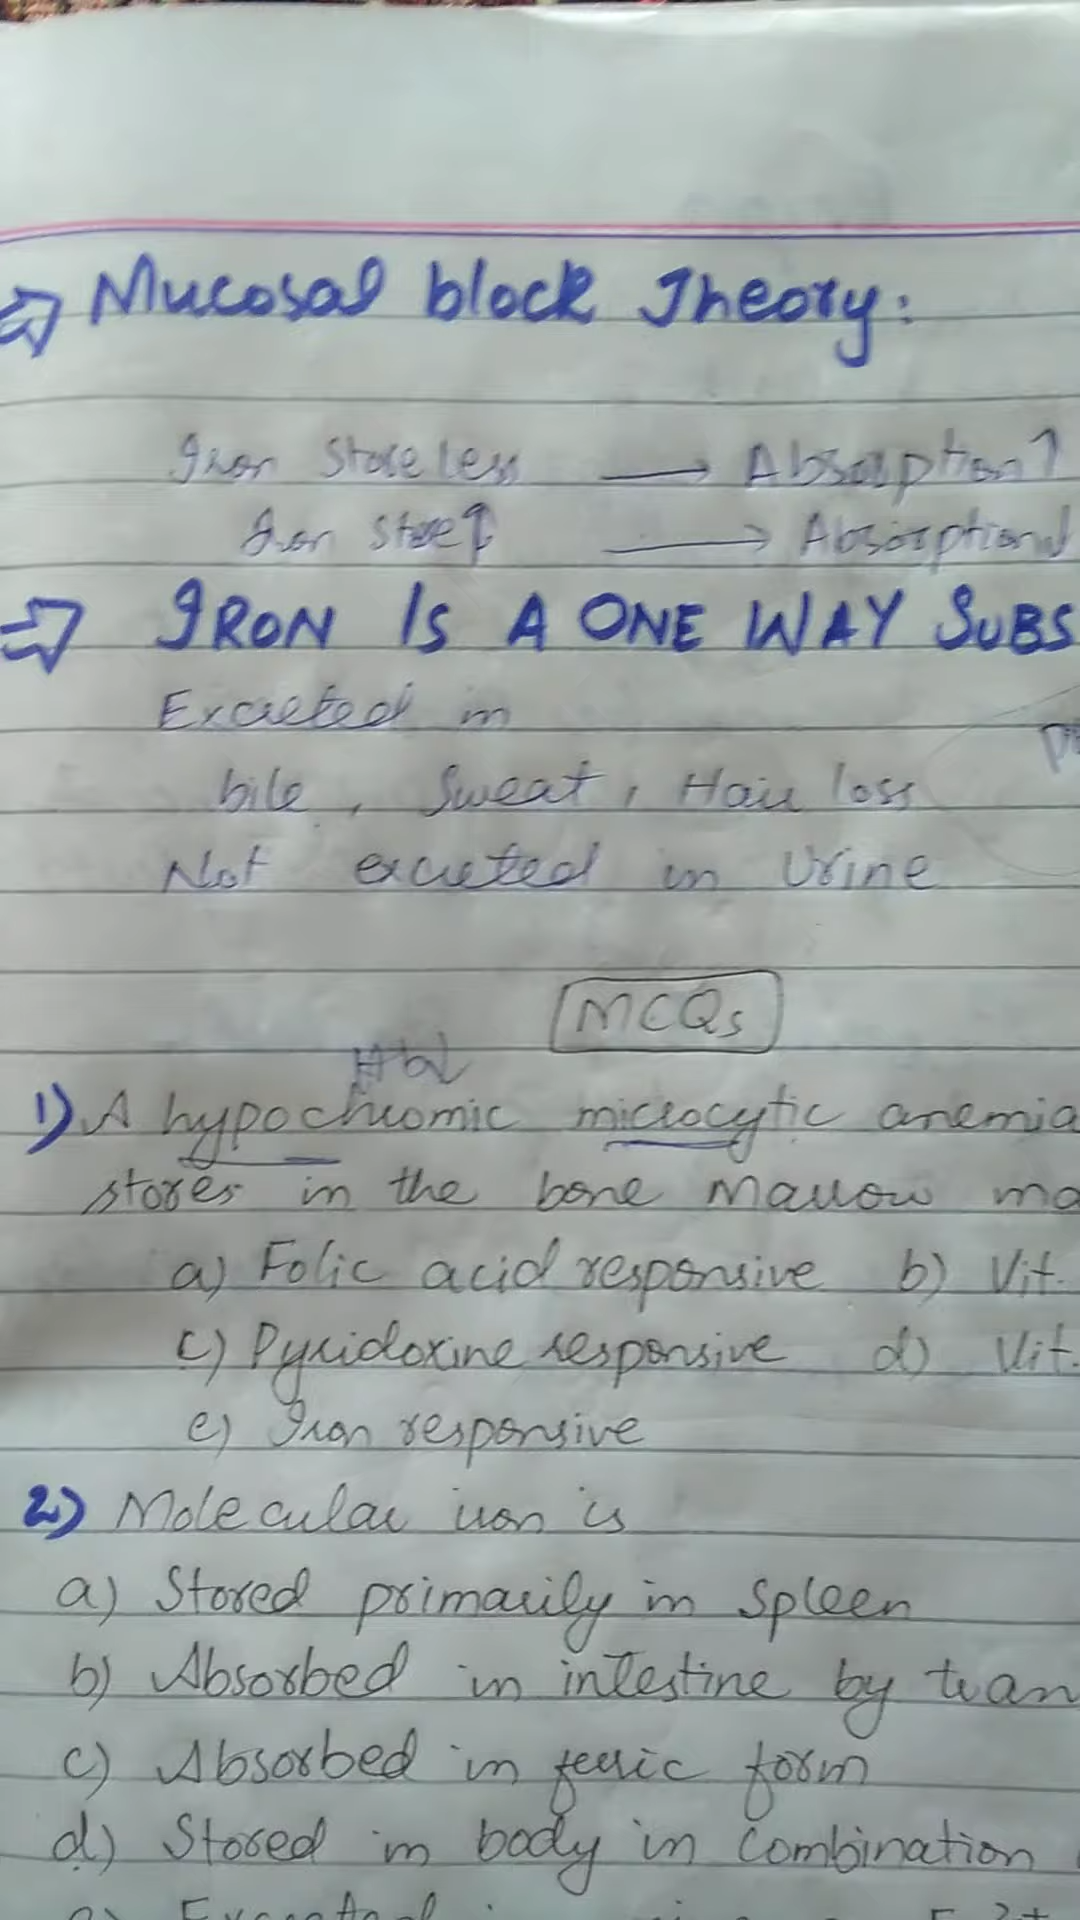 ⇒ Mucosal block Theory:
Iron Store less → Absorption ↑
Iron Store ↑ → Absorption ↓
⇒ IRON IS A ONE WAY SUBS
Excreted in
bile, Sweat, Hair loss
Not excreted in Urine
MCQs
Hb↓
1) A hypochromic microcytic anemia
stores in the bone marrow ma
a) Folic acid responsive b) Vit.
c) Pyridoxine responsive d) Vit.
e) Iron responsive
2) Molecular iron is
a) Stored primarily in Spleen
b) Absorbed in intestine by tran
c) Absorbed in ferric form
d) Stored in body in combination